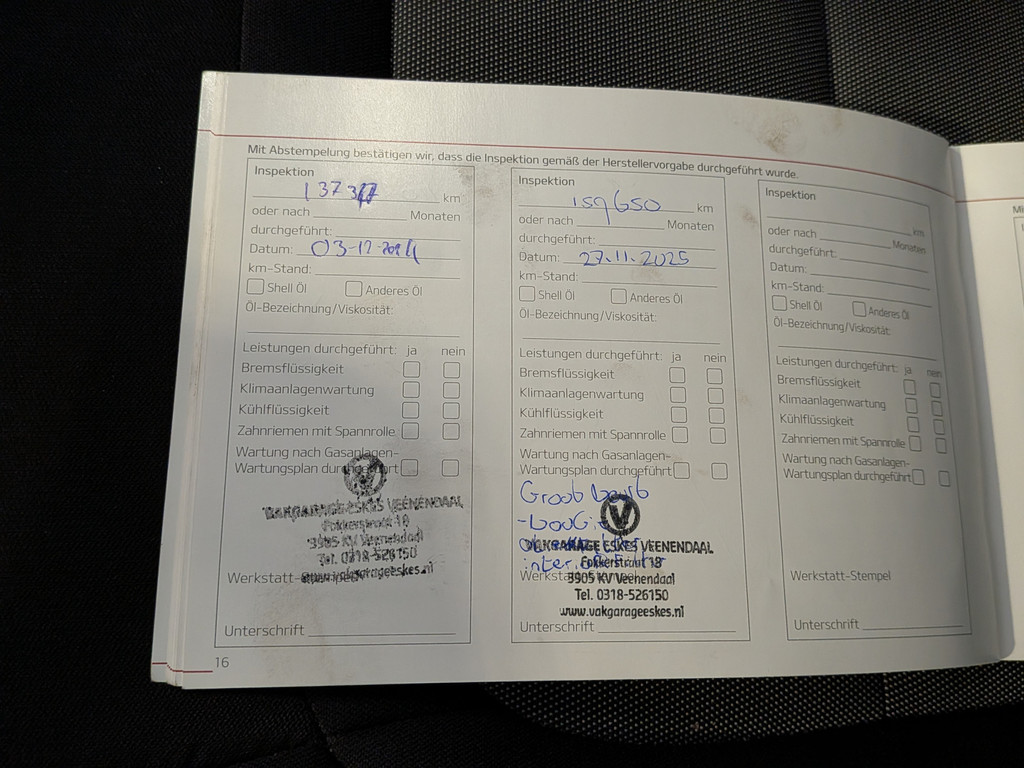 Mit Abstempelung bestätigen wir, dass die Inspektion gemäß der Herstellervorgabe durchgeführt wurde.
Inspektion
137 km
oder nach Monaten
durchgeführt:
Datum: 03-12-2024
km-Stand:
Shell Öl Anderes Öl
Öl-Bezeichnung/Viskosität:
Leistungen durchgeführt: ja nein
Bremsflüssigkeit
Klimaanlagenwartung
Kühlflüssigkeit
Zahnriemen mit Spannrolle
Wartung nach Gasanlagen-
Wartungsplan durchgeführt
VAKGARAGE ESKES VEENENDAAL
Fokkerstraat 18
3905 KV Veenendaal
Tel. 0318-526150
www.vakgarageeskes.nl
Werkstatt-Stempel
Unterschrift
16
Inspektion
159650 km
oder nach Monaten
durchgeführt:
Datum: 27.11.2025
km-Stand:
Shell Öl Anderes Öl
Öl-Bezeichnung/Viskosität:
Leistungen durchgeführt: ja nein
Bremsflüssigkeit
Klimaanlagenwartung
Kühlflüssigkeit
Zahnriemen mit Spannrolle
Wartung nach Gasanlagen-
Wartungsplan durchgeführt
Groot beurt
VAKGARAGE ESKES VEENENDAAL
Fokkerstraat 18
3905 KV Veenendaal
Tel. 0318-526150
www.vakgarageeskes.nl
Unterschrift
Inspektion
km
oder nach Monaten
durchgeführt:
Datum:
km-Stand:
Shell Öl Anderes Öl
Öl-Bezeichnung/Viskosität:
Leistungen durchgeführt: ja nein
Bremsflüssigkeit
Klimaanlagenwartung
Kühlflüssigkeit
Zahnriemen mit Spannrolle
Wartung nach Gasanlagen-
Wartungsplan durchgeführt
Werkstatt-Stempel
Unterschrift